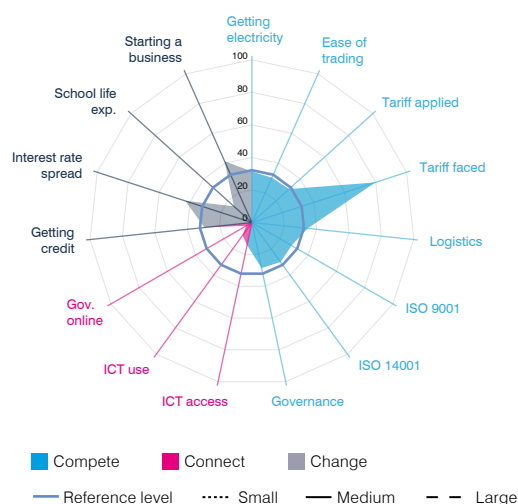 Getting
electricity
Starting a
business
Ease of
trading
100
80
60
40
20
0
School life
exp.
Tariff applied
Interest rate
spread
Tariff faced
Getting
credit
Logistics
Gov.
online
ISO 9001
ICT use
ISO 14001
ICT access
Governance
Compete
Connect
Change
Reference level
Small
Medium
Large